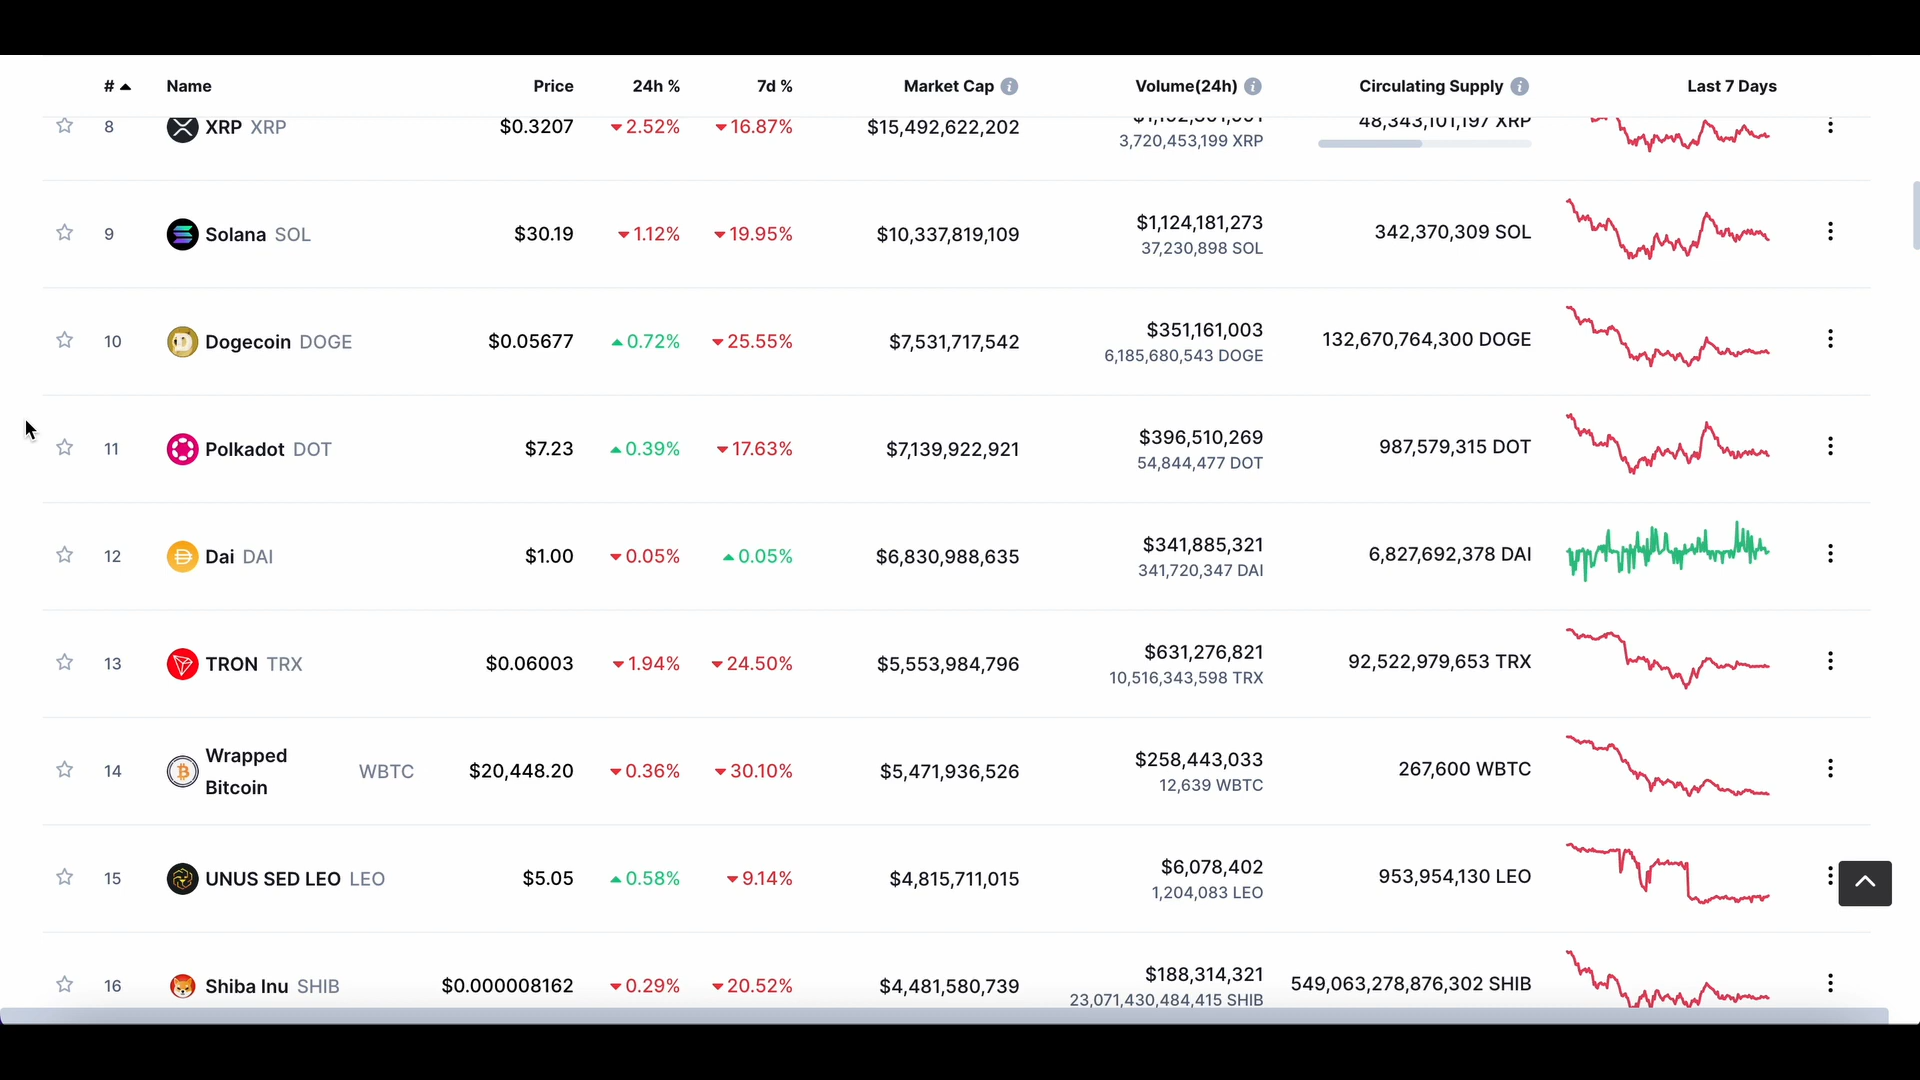 # Name Price 24h % 7d % Market Cap Volume(24h) Circulating Supply Last 7 Days
8 XRP XRP $0.3207 2.52% 16.87% $15,492,622,202 48,343,101,197 XRP
3,720,453,199 XRP
9 Solana SOL $30.19 1.12% 19.95% $10,337,819,109 $1,124,181,273 342,370,309 SOL
37,230,898 SOL
10 Dogecoin DOGE $0.05677 0.72% 25.55% $7,531,717,542 $351,161,003 132,670,764,300 DOGE
6,185,680,543 DOGE
11 Polkadot DOT $7.23 0.39% 17.63% $7,139,922,921 $396,510,269 987,579,315 DOT
54,844,477 DOT
12 Dai DAI $1.00 0.05% 0.05% $6,830,988,635 $341,885,321 6,827,692,378 DAI
341,720,347 DAI
13 TRON TRX $0.06003 1.94% 24.50% $5,553,984,796 $631,276,821 92,522,979,653 TRX
10,516,343,598 TRX
14 Wrapped Bitcoin WBTC $20,448.20 0.36% 30.10% $5,471,936,526 $258,443,033 267,600 WBTC
12,639 WBTC
15 UNUS SED LEO LEO $5.05 0.58% 9.14% $4,815,711,015 $6,078,402 953,954,130 LEO
1,204,083 LEO
16 Shiba Inu SHIB $0.000008162 0.29% 20.52% $4,481,580,739 $188,314,321 549,063,278,876,302 SHIB
23,071,430,484,415 SHIB